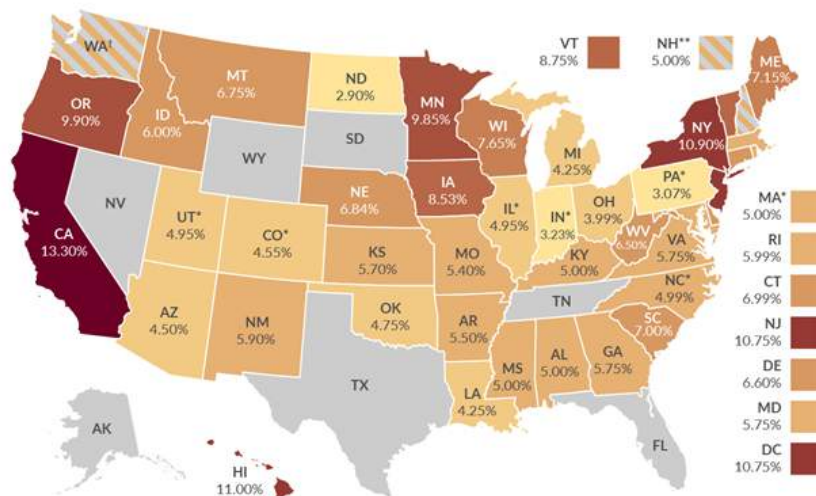 WA†
VT
8.75%
NH**
5.00%
ME
7.15%
MT
6.75%
ND
2.90%
OR
9.90%
ID
6.00%
MN
9.85%
WI
7.65%
NY
10.90%
SD
WY
MI
4.25%
NV
NE
6.84%
IA
8.53%
PA*
3.07%
MA*
5.00%
CA
13.30%
UT*
4.95%
CO*
4.55%
IL*
4.95%
IN*
3.23%
OH
3.99%
WV
6.50%
VA
5.75%
RI
5.99%
KS
5.70%
MO
5.40%
KY
5.00%
NC*
4.99%
CT
6.99%
AZ
4.50%
NM
5.90%
OK
4.75%
AR
5.50%
TN
SC
7.00%
NJ
10.75%
TX
LA
4.25%
MS
5.00%
AL
5.00%
GA
5.75%
DE
6.60%
AK
HI
11.00%
FL
MD
5.75%
DC
10.75%